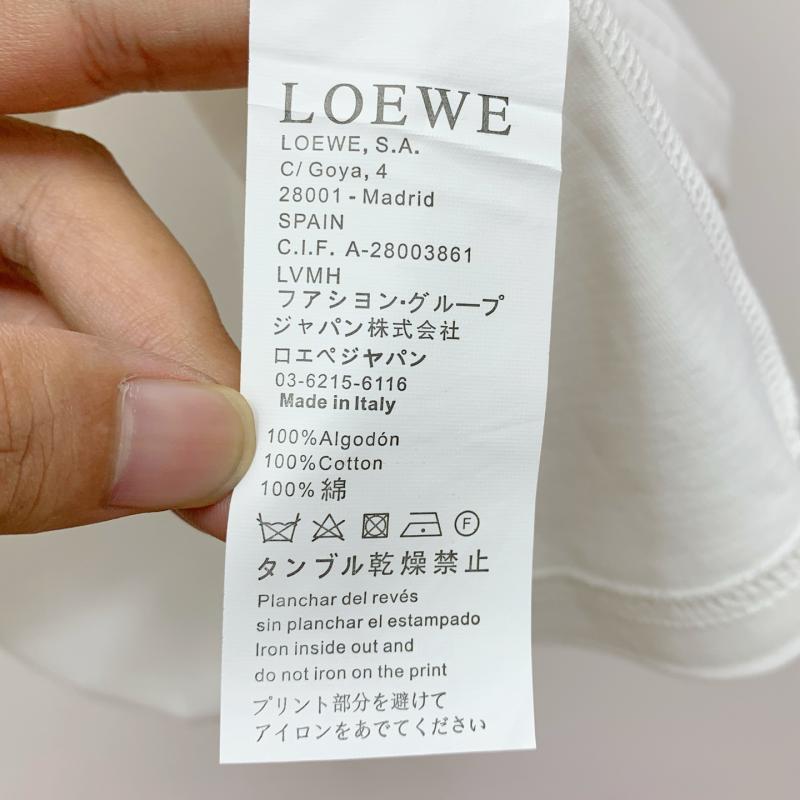 LOEWE
LOEWE, S.A.
C/ Goya, 4
28001 - Madrid
SPAIN
C.I.F. A-28003861
LVMH
フアシヨン・グループ
ジャパン株式会社
ロエペジャパン
03-6215-6116
Made in Italy
100%Algodón
100%Cotton
100%綿
F
タンブル乾燥禁止
Planchar del revés
sin planchar el estampado
Iron inside out and
do not iron on the print
プリント部分を避けて
アイロンをあでてください